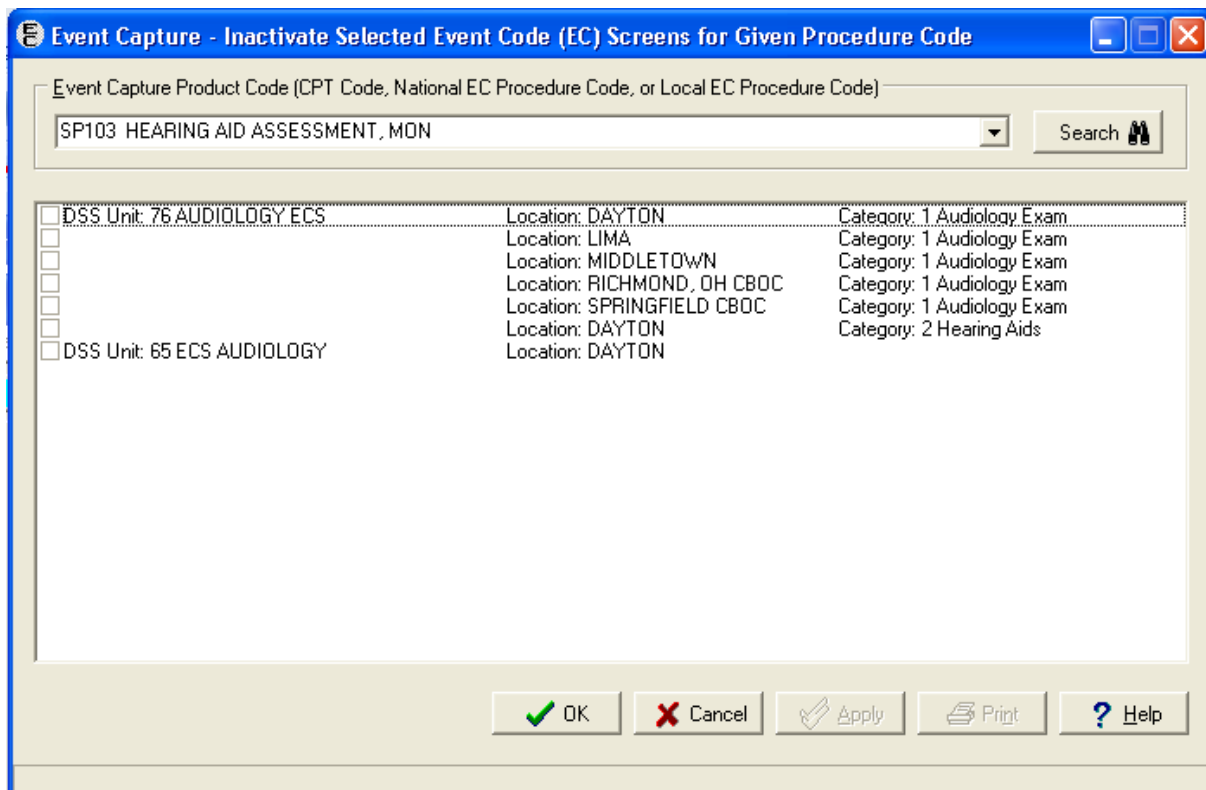 Event Capture - Inactivate Selected Event Code (EC) Screens for Given Procedure Code
Event Capture Product Code (CPT Code, National EC Procedure Code, or Local EC Procedure Code)
SP103 HEARING AID ASSESSMENT, MON Search
DSS Unit: 76 AUDIOLOGY ECS Location: DAYTON Category: 1 Audiology Exam
Location: LIMA Category: 1 Audiology Exam
Location: MIDDLETOWN Category: 1 Audiology Exam
Location: RICHMOND, OH CBOC Category: 1 Audiology Exam
Location: SPRINGFIELD CBOC Category: 1 Audiology Exam
Location: DAYTON Category: 2 Hearing Aids
DSS Unit: 65 ECS AUDIOLOGY Location: DAYTON
OK Cancel Apply Print ? Help